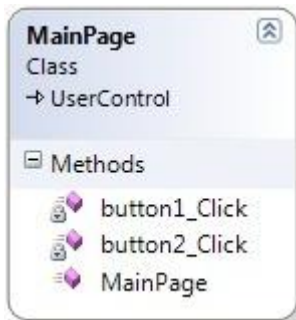 MainPage
Class
UserControl
Methods
button1_Click
button2_Click
MainPage